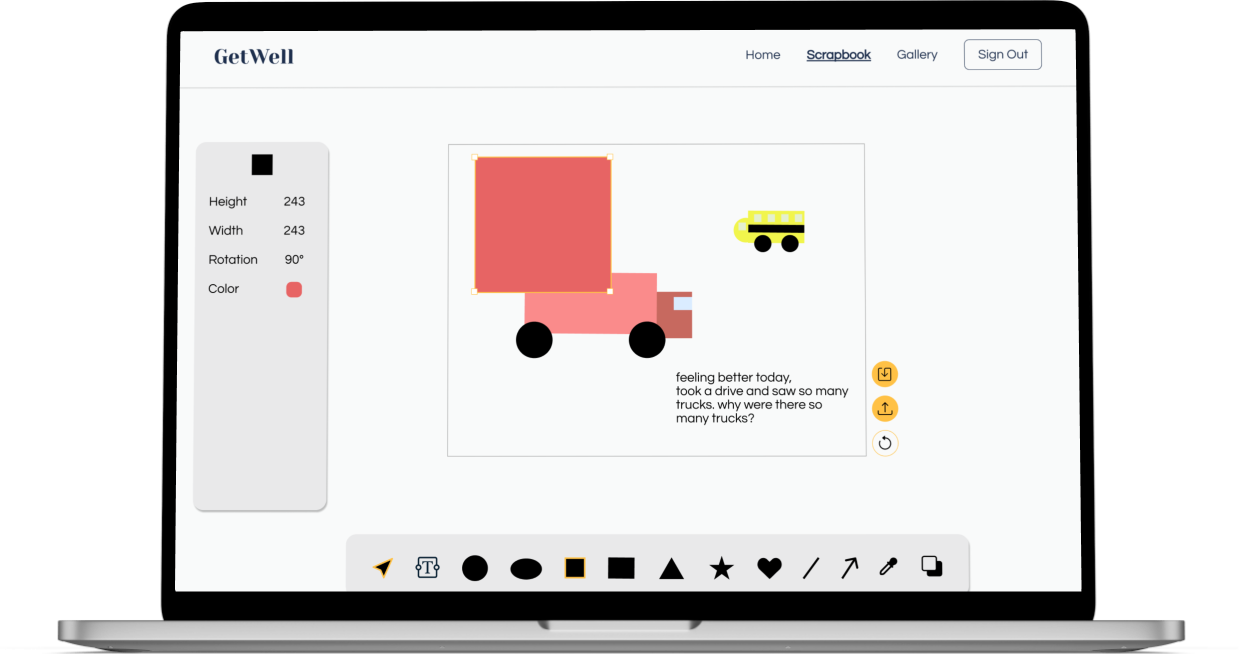 GetWell
Home
Scrapbook
Gallery
Sign Out
Height 243
Width 243
Rotation 90°
Color
feeling better today,
took a drive and saw so many
trucks. why were there so
many trucks?
T